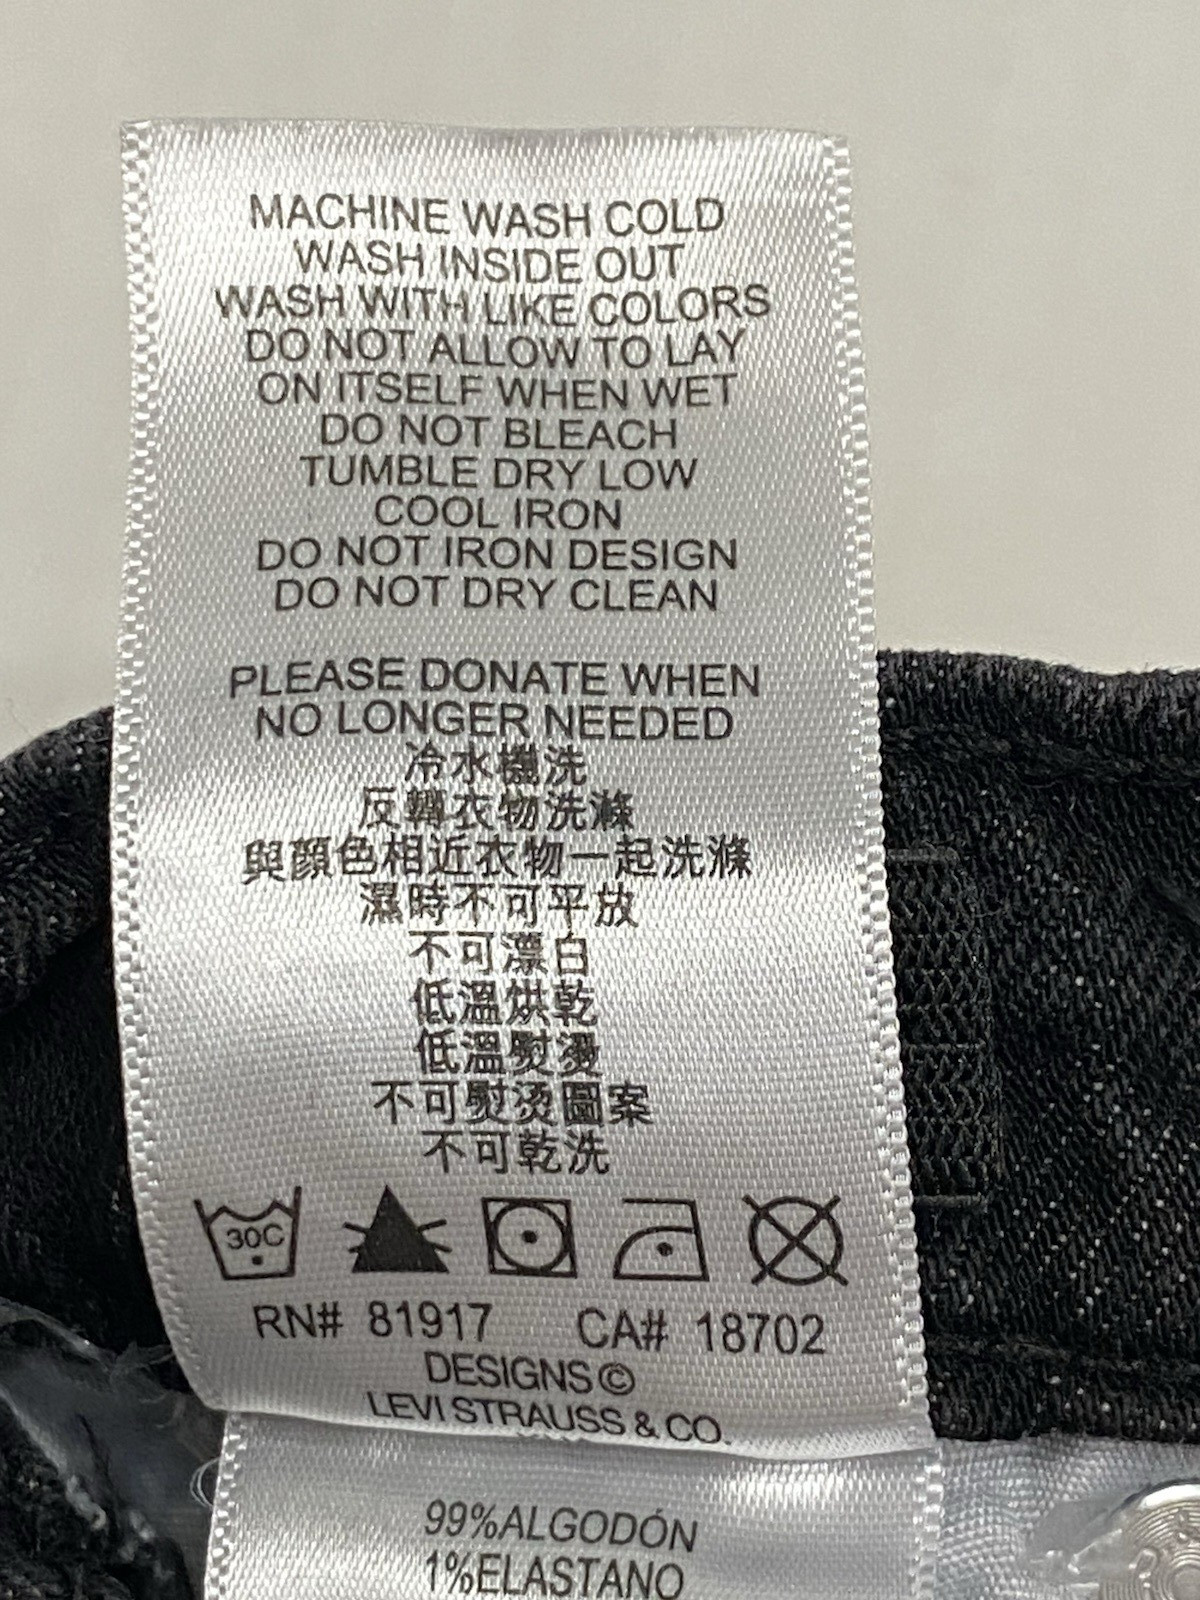 MACHINE WASH COLD
WASH INSIDE OUT
WASH WITH LIKE COLORS
DO NOT ALLOW TO LAY
ON ITSELF WHEN WET
DO NOT BLEACH
TUMBLE DRY LOW
COOL IRON
DO NOT IRON DESIGN
DO NOT DRY CLEAN
PLEASE DONATE WHEN
NO LONGER NEEDED
冷水機洗
反轉衣物洗滌
與顏色相近衣物一起洗滌
濕時不可平放
不可漂白
低溫烘乾
低溫熨燙
不可熨燙圖案
不可乾洗
30C
RN# 81917 CA# 18702
DESIGNS©
LEVI STRAUSS & CO.
99%ALGODÓN
1%ELASTANO